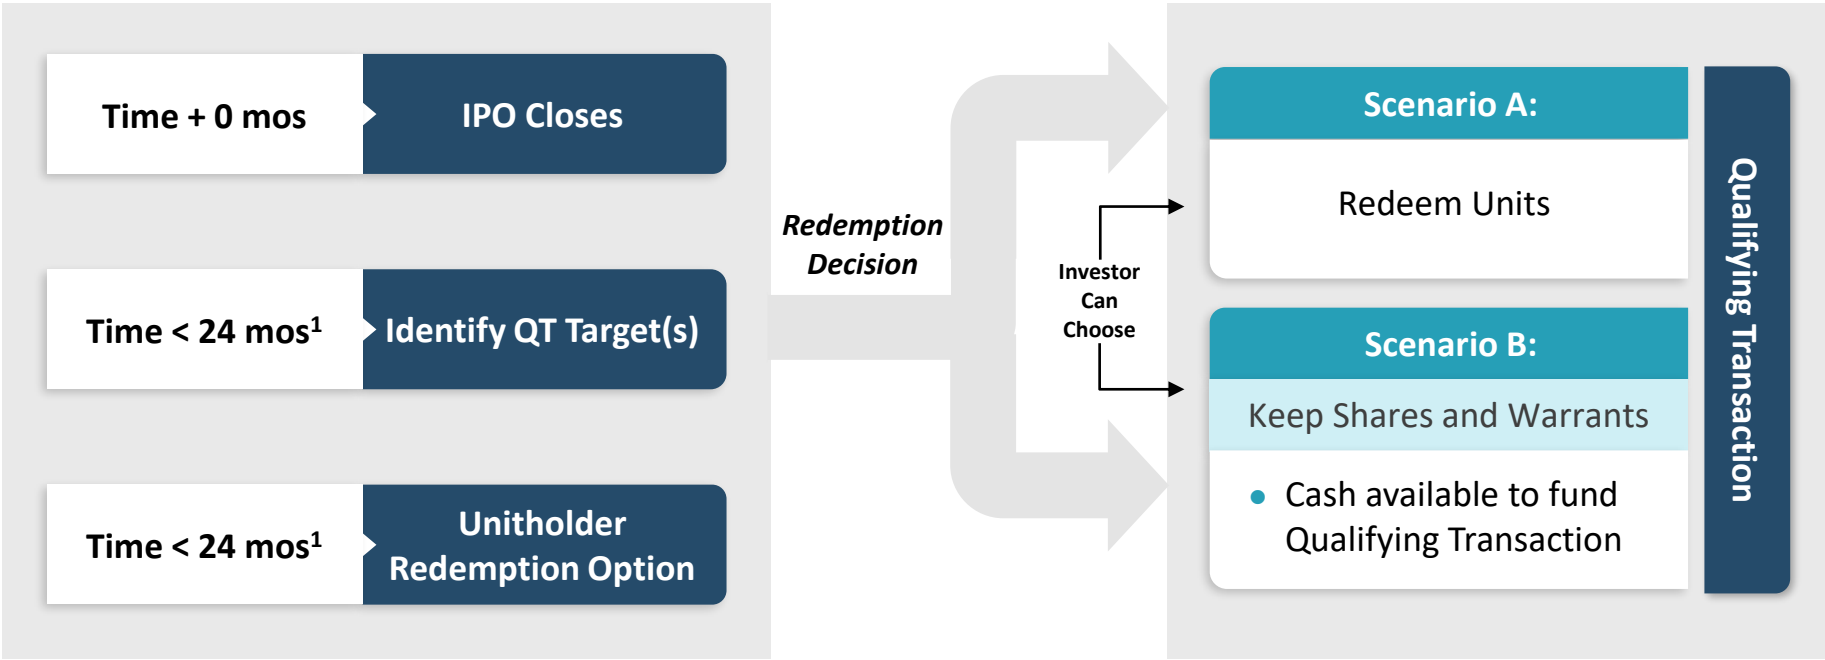 Time + 0 mos
IPO Closes
Time < 24 mos¹
Identify QT Target(s)
Time < 24 mos¹
Unitholder
Redemption Option
Redemption
Decision
Investor
Can
Choose
Scenario A:
Redeem Units
Scenario B:
Keep Shares and Warrants
• Cash available to fund
Qualifying Transaction
Qualifying Transaction